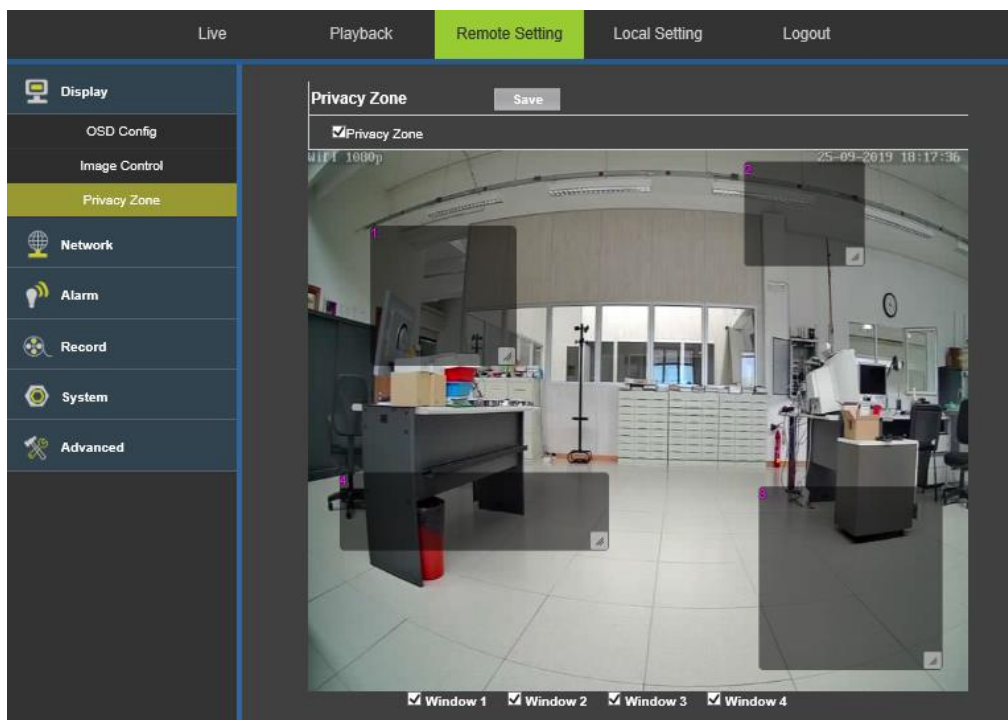 Live Playback Remote Setting Local Setting Logout
Display
OSD Config
Image Control
Privacy Zone
Network
Alarm
Record
System
Advanced
Privacy Zone Save
Privacy Zone
Wifi 1080p 25-09-2019 18:17:36
2
1
4
3
Window 1 Window 2 Window 3 Window 4